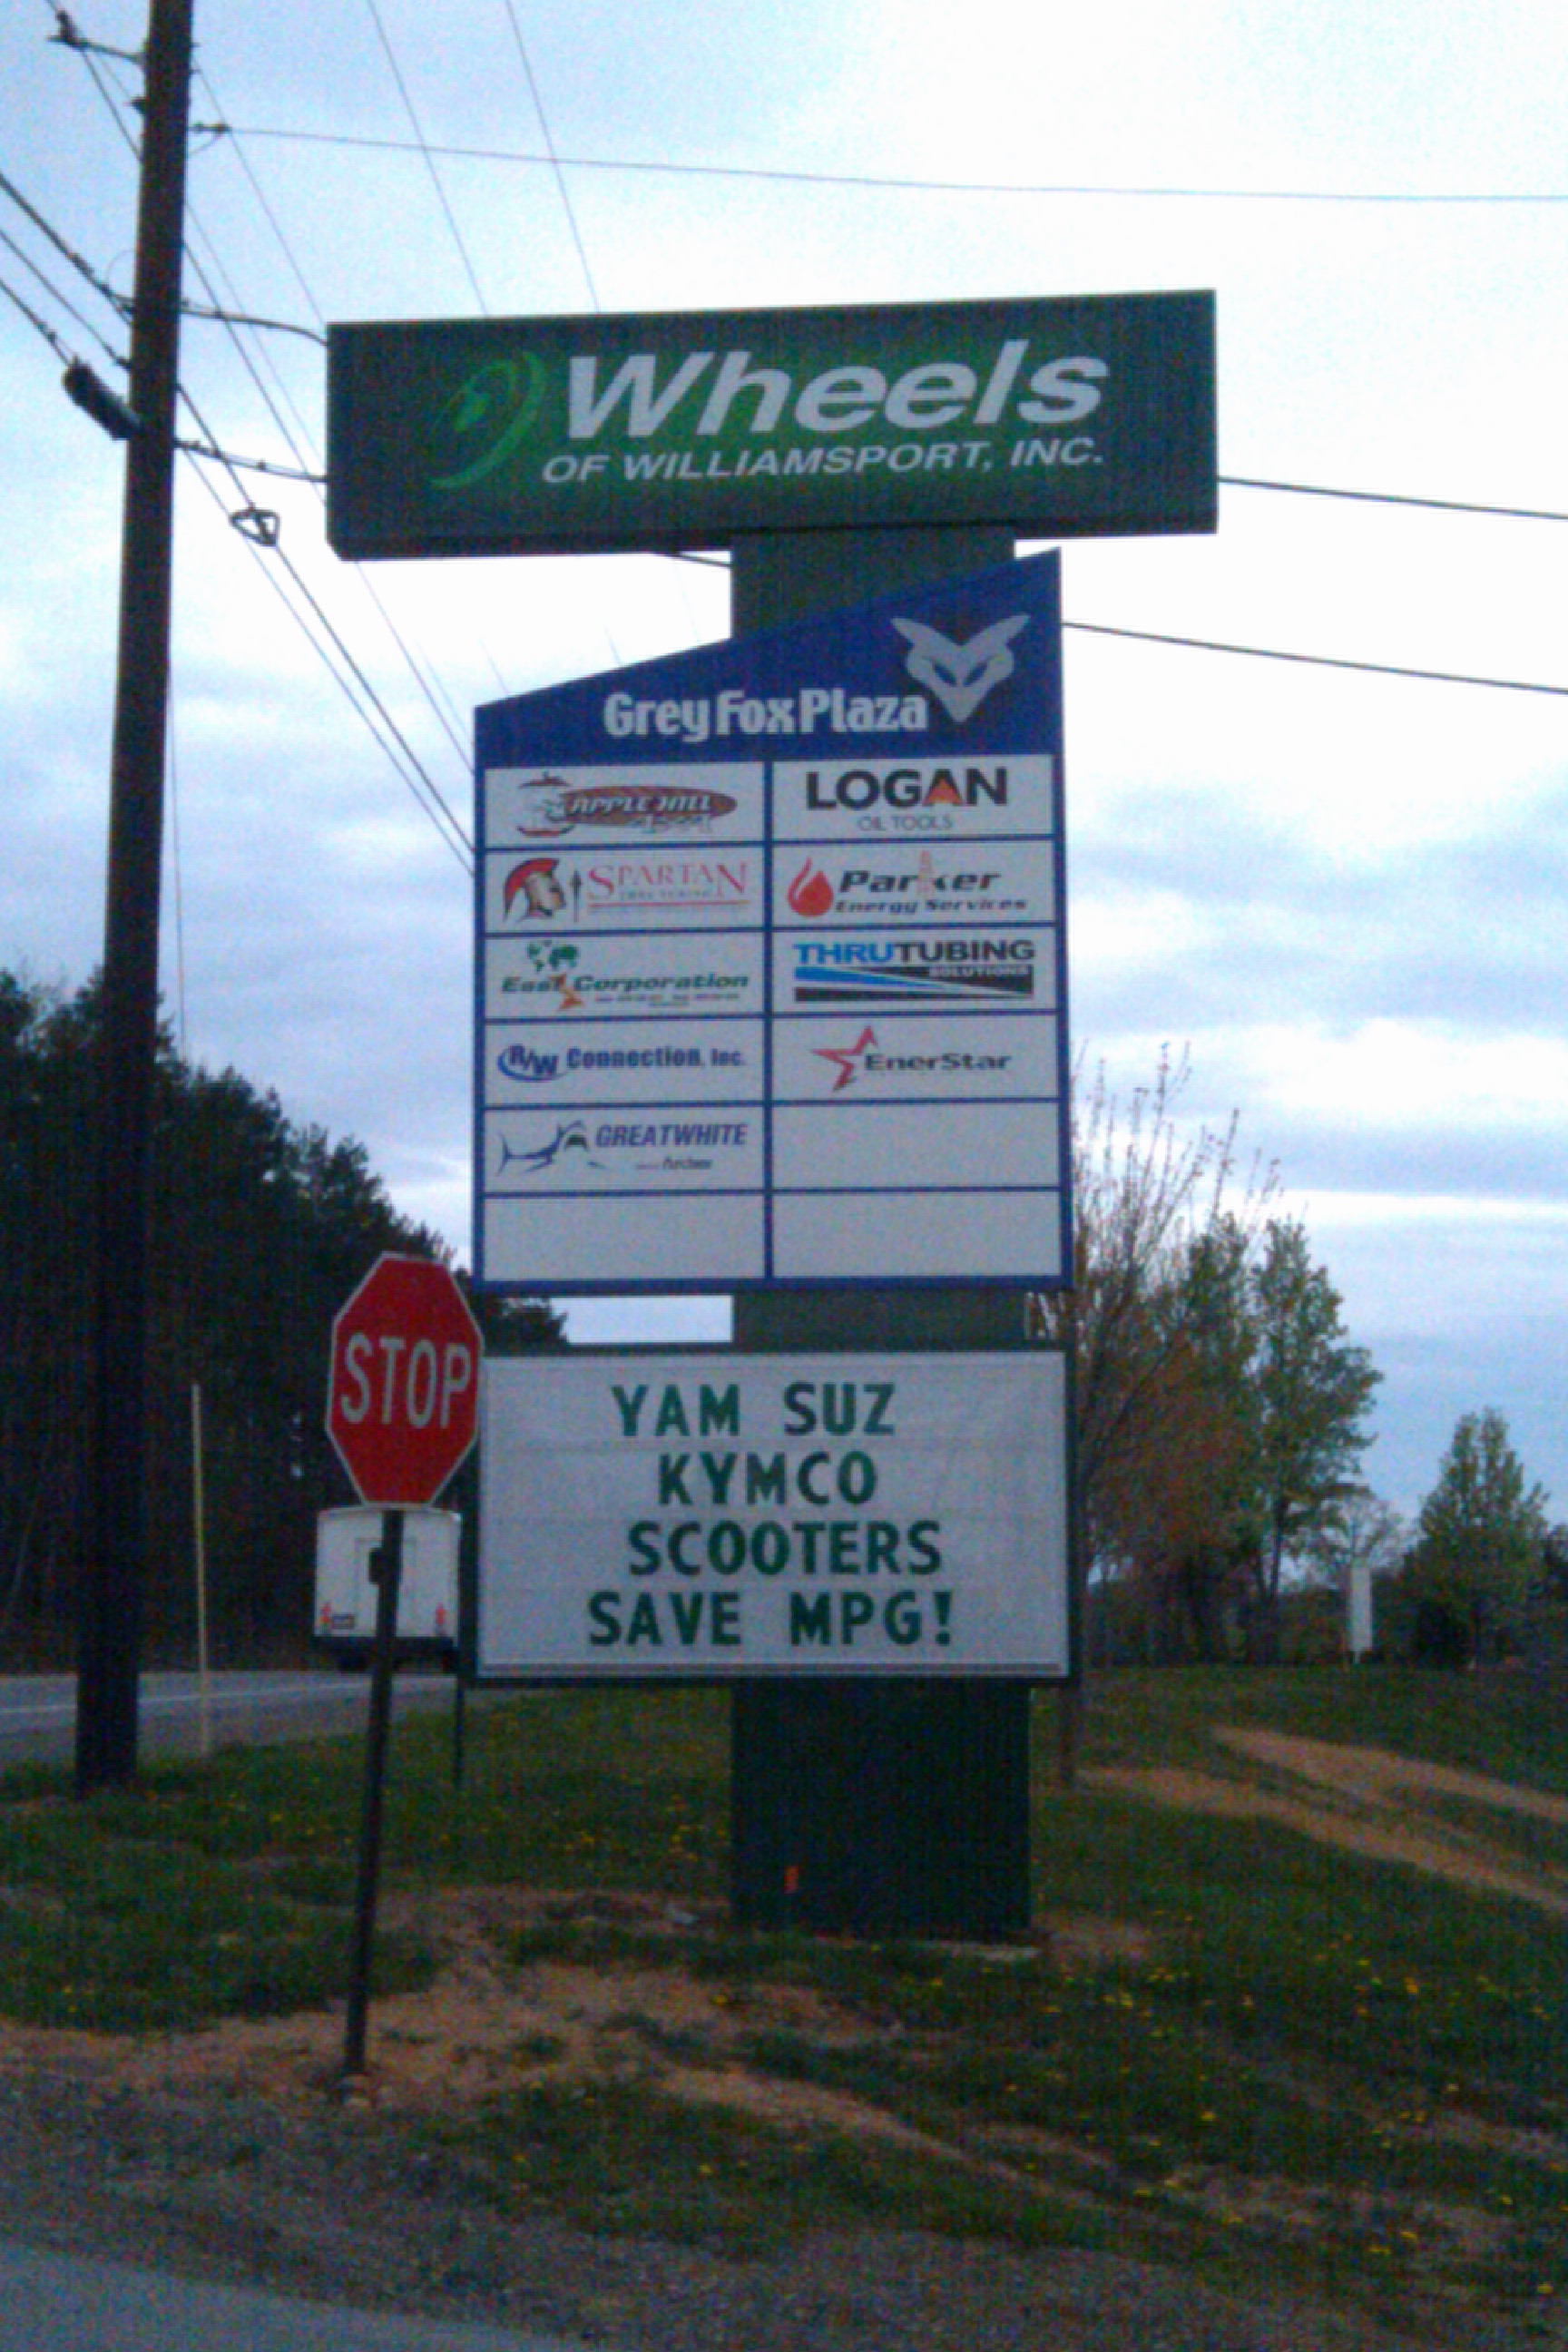 Wheels
OF WILLIAMSPORT, INC.
Grey Fox Plaza
APPLE HILL
LOGAN
OIL TOOLS
SPARTAN
Parker
Energy Services
East Corporation
THRUTUBING
SOLUTIONS
R/W Connection, Inc.
EnerStar
GREATWHITE
STOP
YAM SUZ
KYMCO
SCOOTERS
SAVE MPG!